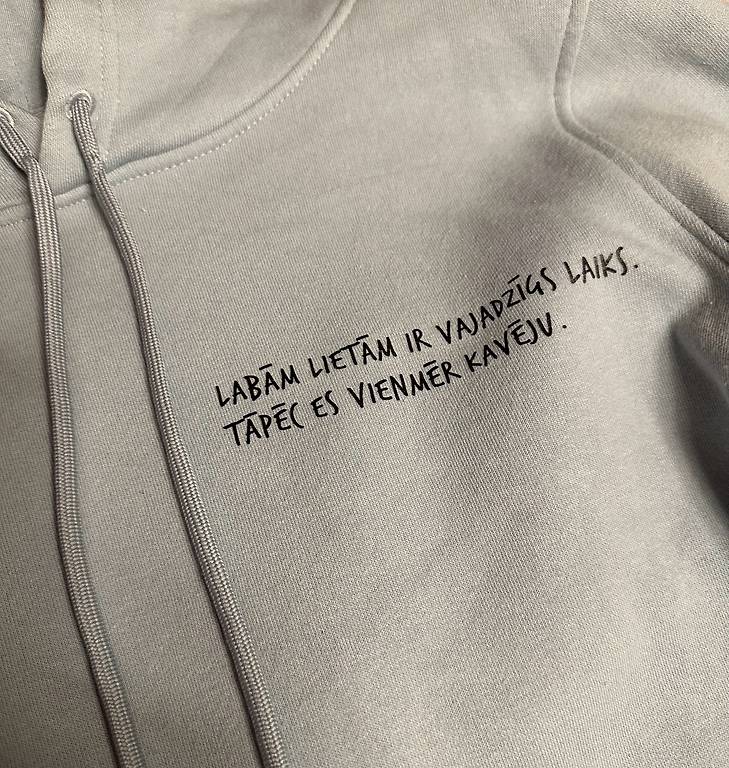 LABĀM LIETĀM IR VAJADZĪGS LAIKS.
TĀPĒC ES VIENMĒR KAVĒJU.